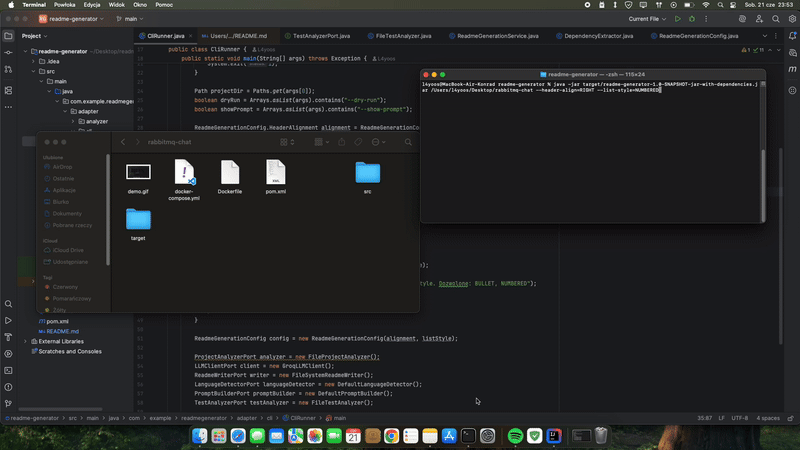 Terminal Powłoka Edycja Widok Okno Pomoc
Sob. 21 cze 23:53
RG readme-generator main
Current File
Project
CliRunner.java
Users/.../README.md
TestAnalyzerPort.java
FileTestAnalyzer.java
ReadmeGenerationService.java
DependencyExtractor.java
ReadmeGenerationConfig.java
readme-generator
.idea
src
main
java
com.example.readmegen
adapter
analyzer
cli
37 public class CliRunner { L4yoos
38 public static void main(String[] args) throws Exception { L4yoos
}
Path projectDir = Paths.get(args[0]);
boolean dryRun = Arrays.asList(args).contains("--dry-run");
boolean showPrompt = Arrays.asList(args).contains("--show-prompt");
ReadmeGenerationConfig.HeaderAlignment alignment = ReadmeGenerationCon
readme-generator — -zsh — 115×24
l4yoos@MacBook-Air-Konrad readme-generator % java -jar target/readme-generator-1.0-SNAPSHOT-jar-with-dependencies.j
ar /Users/l4yoos/Desktop/rabbitmq-chat --header-align=RIGHT --list-style=NUMBERED
rabbitmq-chat
Ulubione
AirDrop
Ostatnie
Aplikacje
Biurko
Dokumenty
Pobrane rzeczy
iCloud
iCloud Drive
Udostępniane
Tagi
Czerwony
Pomarańczowy
Żółty
demo.gif
docker-compose.yml
Dockerfile
pom.xml
src
target
style. Dozwolone: BULLET, NUMBERED");
}
pom.xml
README.md
External Libraries
Scratches and Consoles
ReadmeGenerationConfig config = new ReadmeGenerationConfig(alignment, listStyle);
ProjectAnalyzerPort analyzer = new FileProjectAnalyzer();
LLMClientPort client = new GroqLLMClient();
ReadmeWriterPort writer = new FileSystemReadmeWriter();
LanguageDetectorPort languageDetector = new DefaultLanguageDetector();
PromptBuilderPort promptBuilder = new DefaultPromptBuilder();
TestAnalyzerPort testAnalyzer = new FileTestAnalyzer();
readme-generator > src > main > java > com > example > readmegenerator > adapter > cli > CliRunner > main
35:67 LF UTF-8 4 spaces